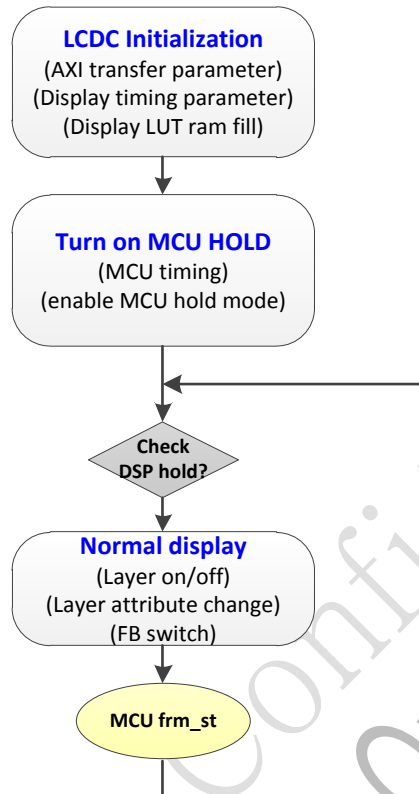 LCDC Initialization
(AXI transfer parameter)
(Display timing parameter)
(Display LUT ram fill)
Turn on MCU HOLD
(MCU timing)
(enable MCU hold mode)
Check
DSP hold?
Normal display
(Layer on/off)
(Layer attribute change)
(FB switch)
MCU frm_st
Confi